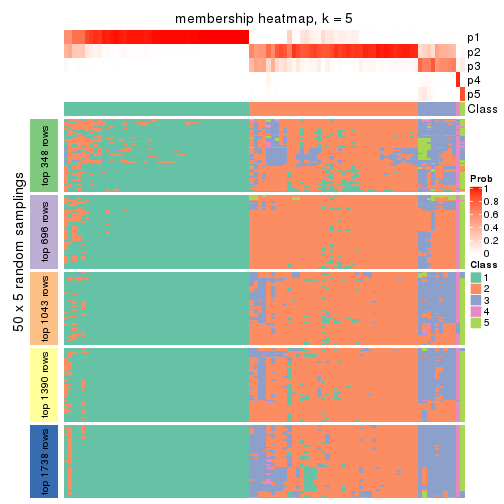 membership heatmap, k = 5
p1
p2
p3
p4
p5
Class
50 x 5 random samplings
top 348 rows
top 696 rows
top 1043 rows
top 1390 rows
top 1738 rows
Prob
1
0.8
0.6
0.4
0.2
0
Class
1
2
3
4
5